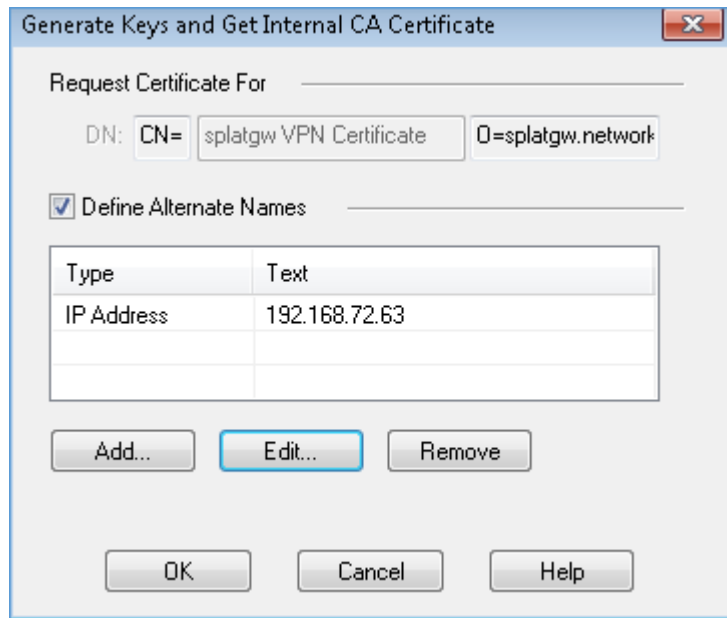 Generate Keys and Get Internal CA Certificate
Request Certificate For
DN: CN= splatgw VPN Certificate O=splatgw.network
Define Alternate Names
Type Text
IP Address 192.168.72.63
Add... Edit... Remove
OK Cancel Help